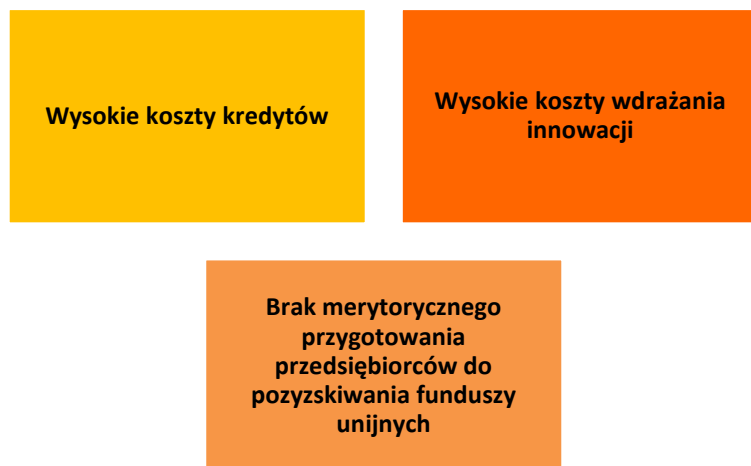 Wysokie koszty kredytów
Wysokie koszty wdrażania
innowacji
Brak merytorycznego
przygotowania
przedsiębiorców do
pozyzskiwania funduszy
unijnych